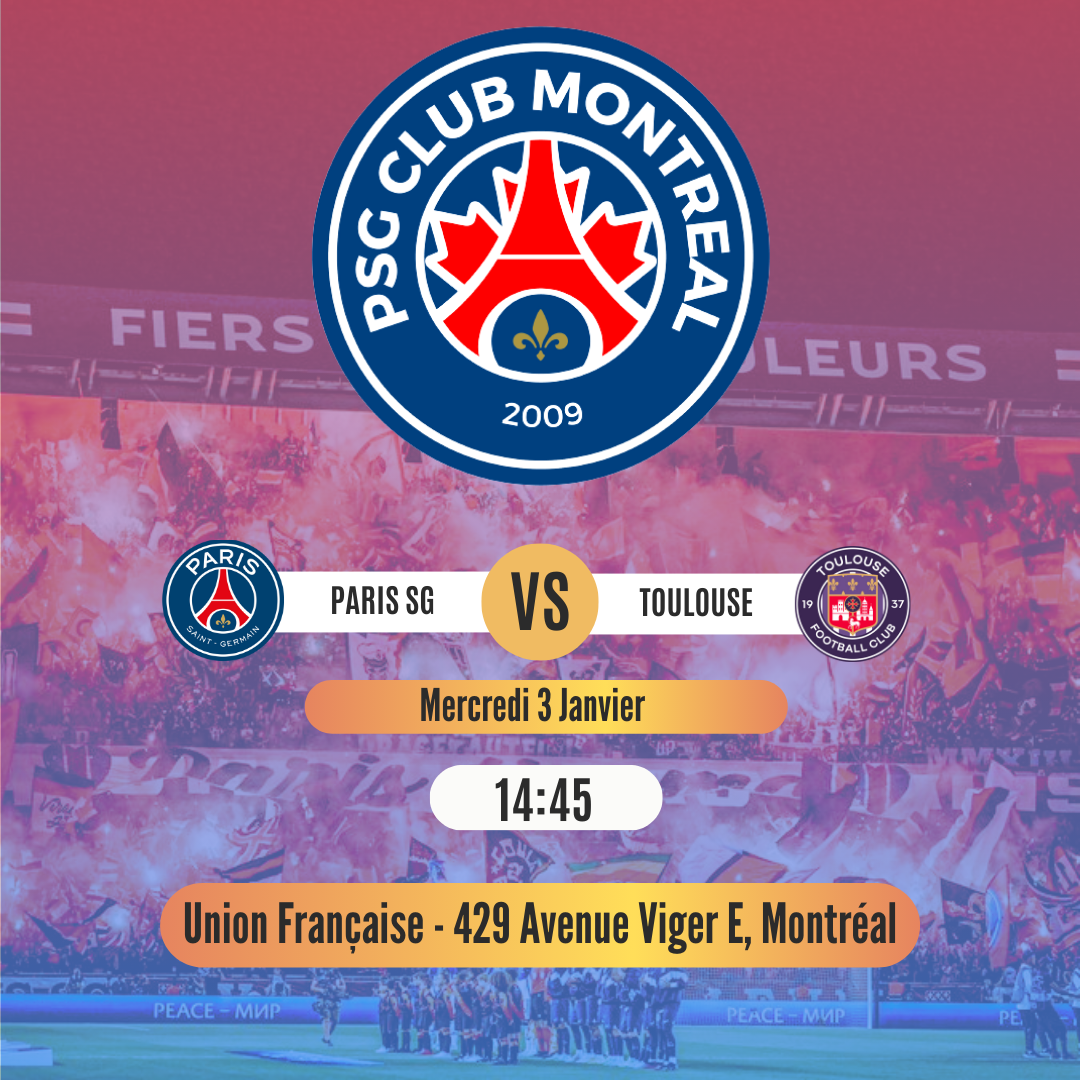 PSG CLUB MONTREAL
2009
FIERS
ULEURS
PARIS
SAINT - GERMAIN
PARIS SG
VS
TOULOUSE
TOULOUSE
19 37
FOOTBALL CLUB
Mercredi 3 Janvier
14:45
Union Française - 429 Avenue Viger E, Montréal
PEACE – МИР
PEACE – МИР
PE